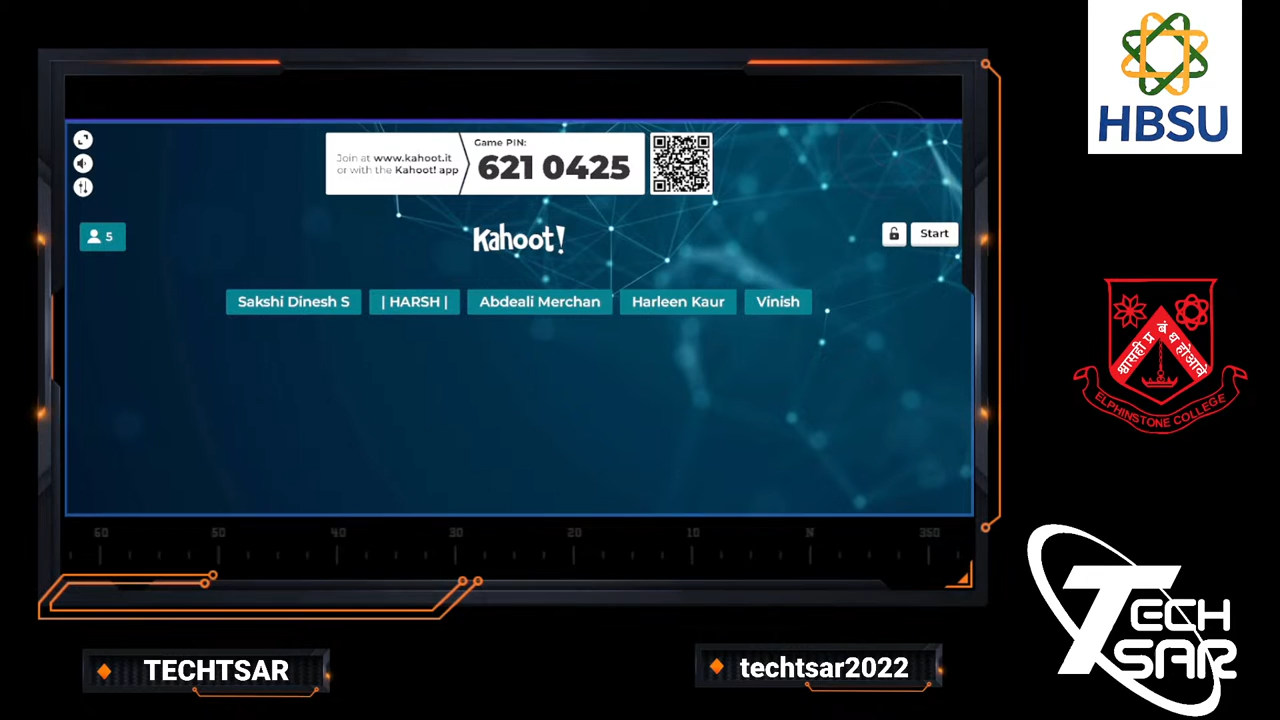 HBSU
Join at www.kahoot.it
or with the Kahoot! app
Game PIN:
621 0425
5
Kahoot!
Start
Sakshi Dinesh S
| HARSH |
Abdeali Merchan
Harleen Kaur
Vinish
ELPHINSTONE COLLEGE
60 50 40 30 20 10 N 350
TECHTSAR
techtsar2022
TECH
TSAR